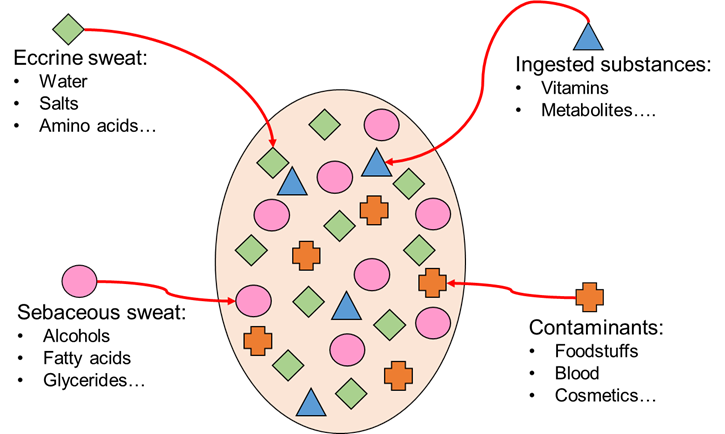 Eccrine sweat:
• Water
• Salts
• Amino acids…
Ingested substances:
• Vitamins
• Metabolites….
Sebaceous sweat:
• Alcohols
• Fatty acids
• Glycerides…
Contaminants:
• Foodstuffs
• Blood
• Cosmetics…